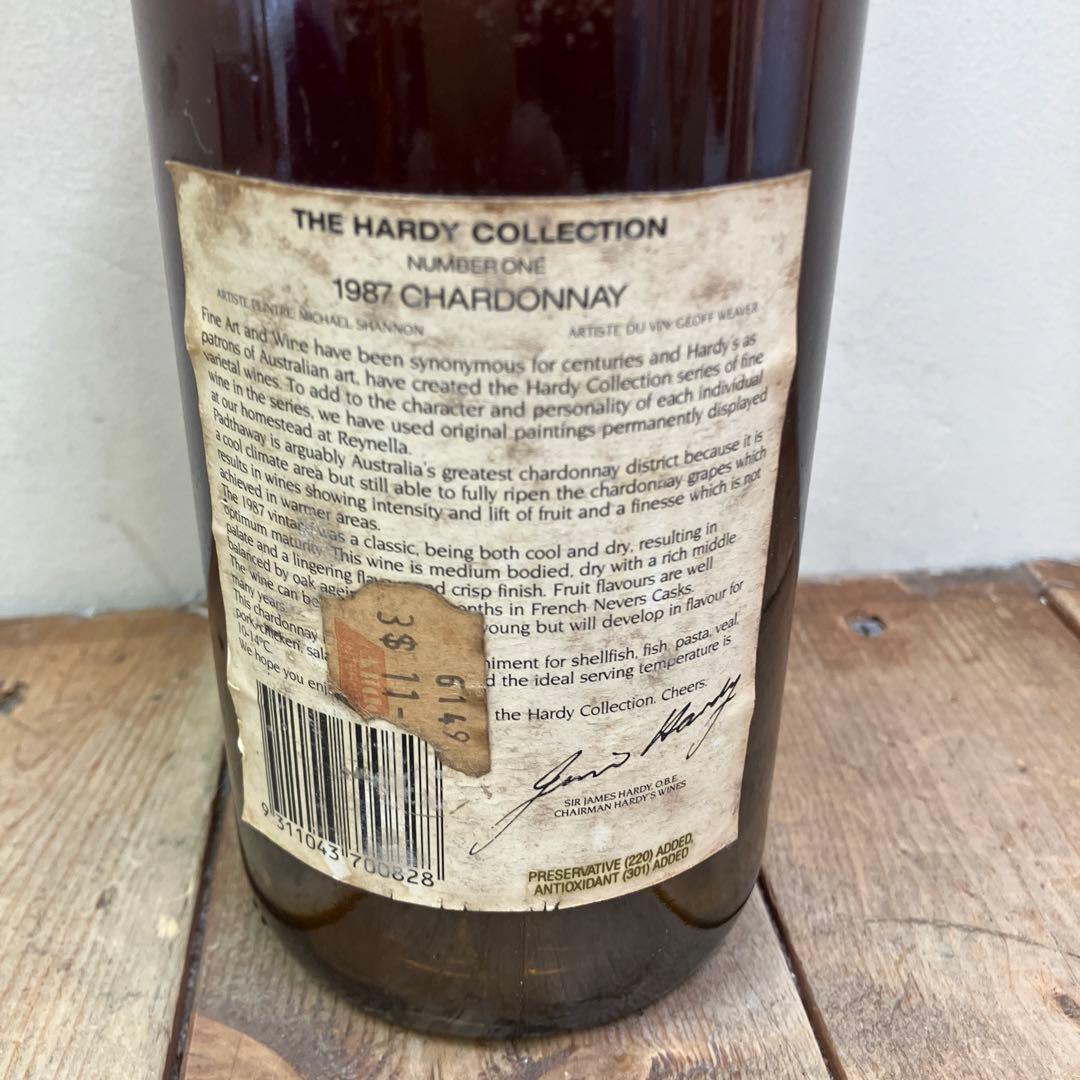 THE HARDY COLLECTION
NUMBER ONE
1987 CHARDONNAY
ARTISTE PEINTRE MICHAEL SHANNON
ARTISTE DU VIN GEOFF WEAVER
Fine Art and Wine have been synonymous for centuries and Hardy's as
patrons of Australian art, have created the Hardy Collection series of fine
varietal wines. To add to the character and personality of each individual
wine in the series, we have used original paintings permanently displayed
at our homestead at Reynella.
Padthaway is arguably Australia's greatest chardonnay district because it is
a cool climate area but still able to fully ripen the chardonnay grapes which
results in wines showing intensity and lift of fruit and a finesse which is not
achieved in warmer areas.
The 1987 vintage was a classic, being both cool and dry, resulting in
optimum maturity. This wine is medium bodied, dry with a rich middle
palate and a lingering and crisp finish. Fruit flavours are well
balanced by oak in French Nevers Casks.
The wine can be young but will develop in flavour for
many years.
This chardonnay for shellfish, fish, pasta, veal,
pork, chicken, the ideal serving temperature is
10-14°C.
We hope you the Hardy Collection. Cheers.
James Hardy
SIR JAMES HARDY, O.B.E.
CHAIRMAN HARDY'S WINES
PRESERVATIVE (220) ADDED
ANTIOXIDANT (301) ADDED
9 311043 700828
3$ 11-
6149